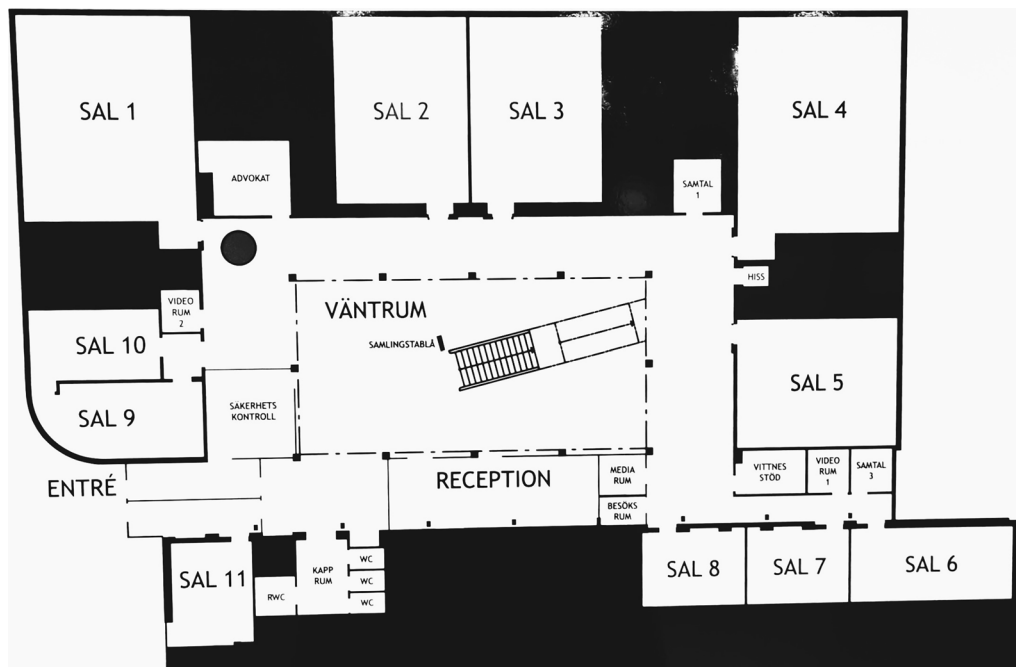 SAL 1
SAL 2
SAL 3
SAL 4
ADVOKAT
SAMTAL
1
HISS
VIDEO
RUM
2
VÄNTRUM
SAMLINGSTABLÅ
SAL 10
SAL 9
SÄKERHETS
KONTROLL
SAL 5
ENTRÉ
RECEPTION
MEDIA
RUM
BESÖKS
RUM
VITTNES
STÖD
VIDEO
RUM 1
SAMTAL
3
SAL 11
RWC
KAPP
RUM
WC
WC
WC
SAL 8
SAL 7
SAL 6